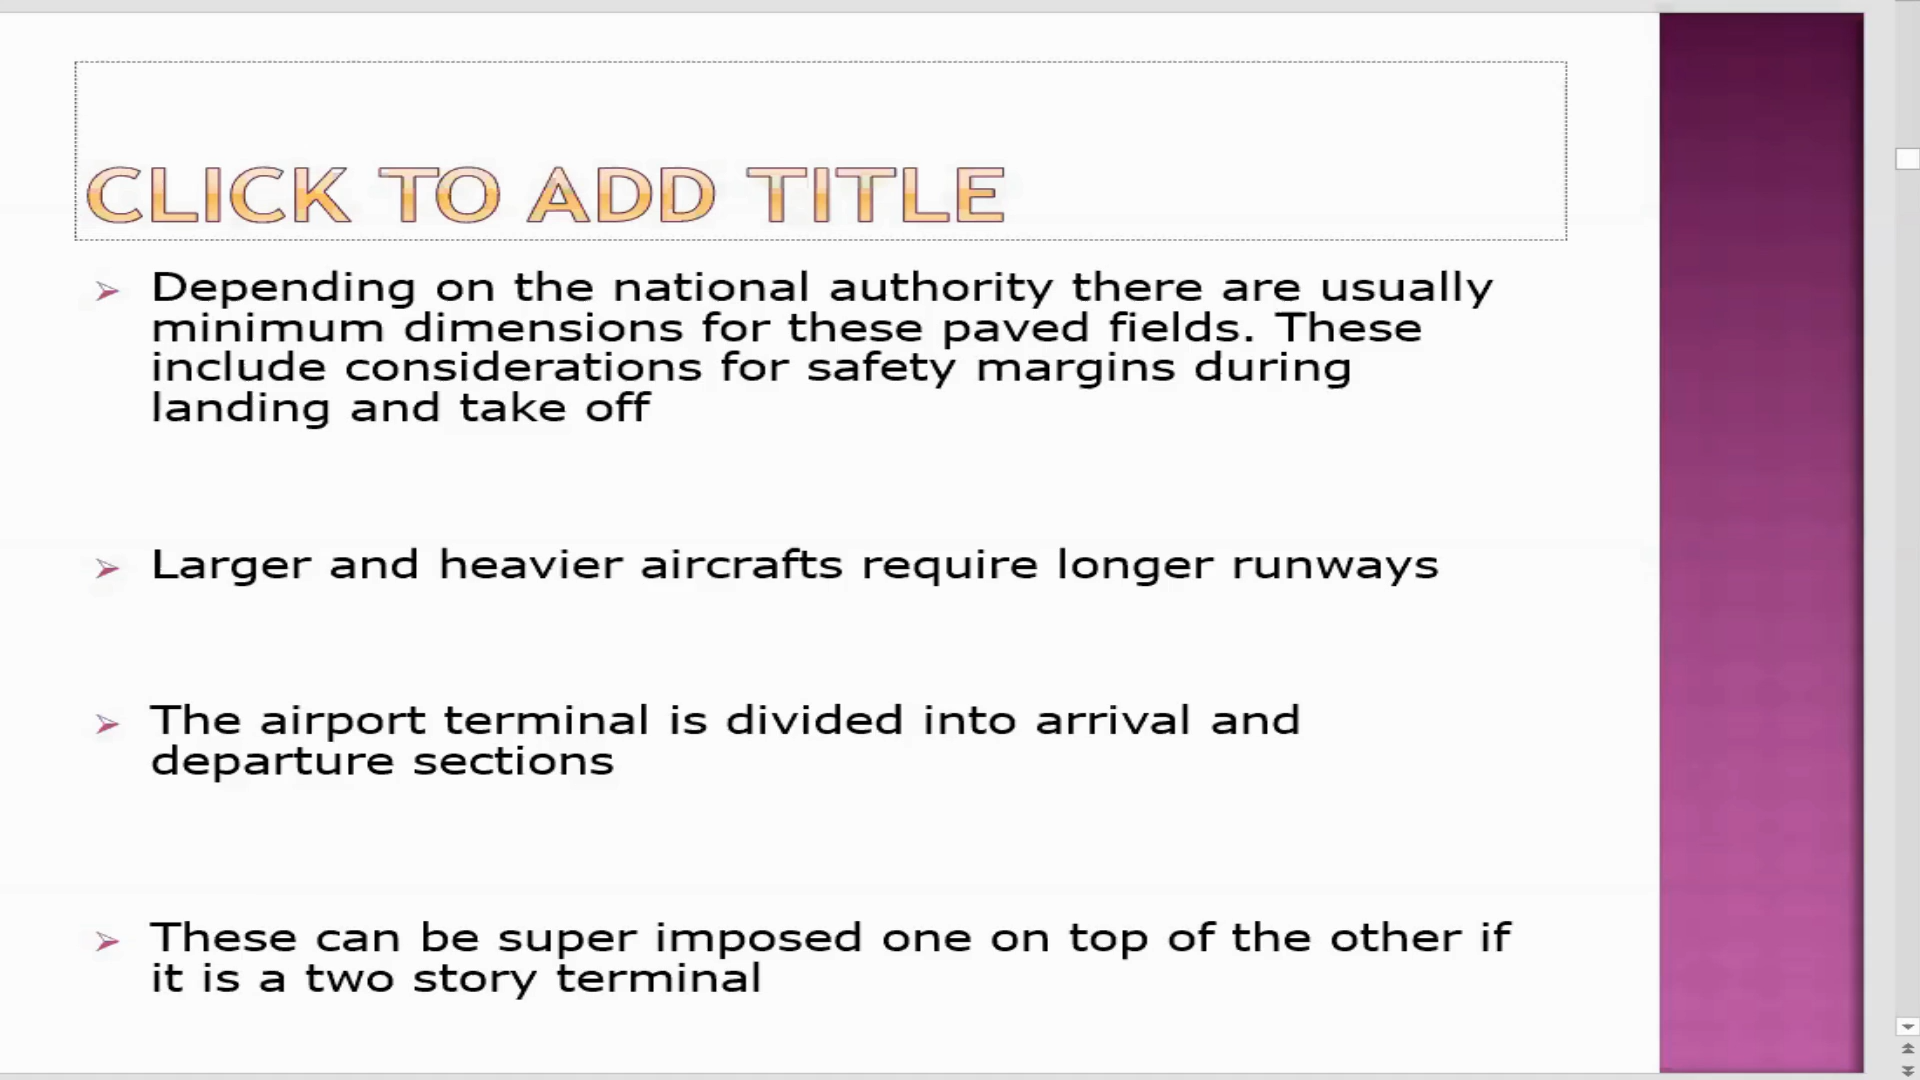 CLICK TO ADD TITLE
Depending on the national authority there are usually
minimum dimensions for these paved fields. These
include considerations for safety margins during
landing and take off
Larger and heavier aircrafts require longer runways
The airport terminal is divided into arrival and
departure sections
These can be super imposed one on top of the other if
it is a two story terminal